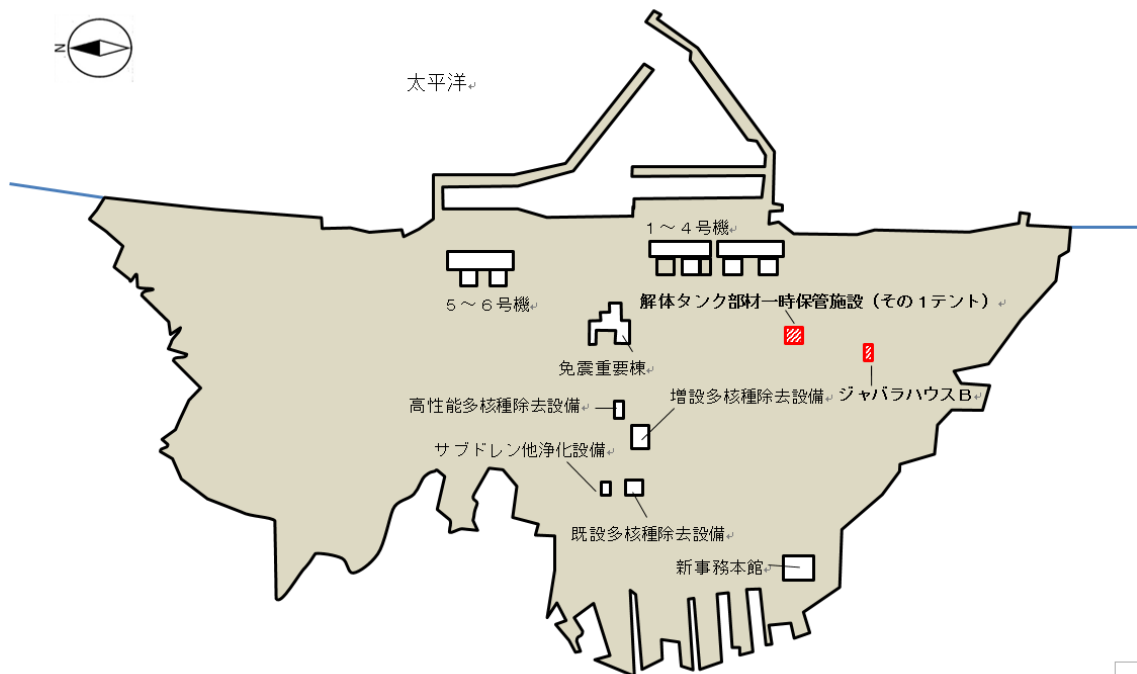 N
太平洋
1～4号機
5～6号機
解体タンク部材一時保管施設（その1テント）
免震重要棟
高性能多核種除去設備
増設多核種除去設備
ジャバラハウスB
サブドレン他浄化設備
既設多核種除去設備
新事務本館